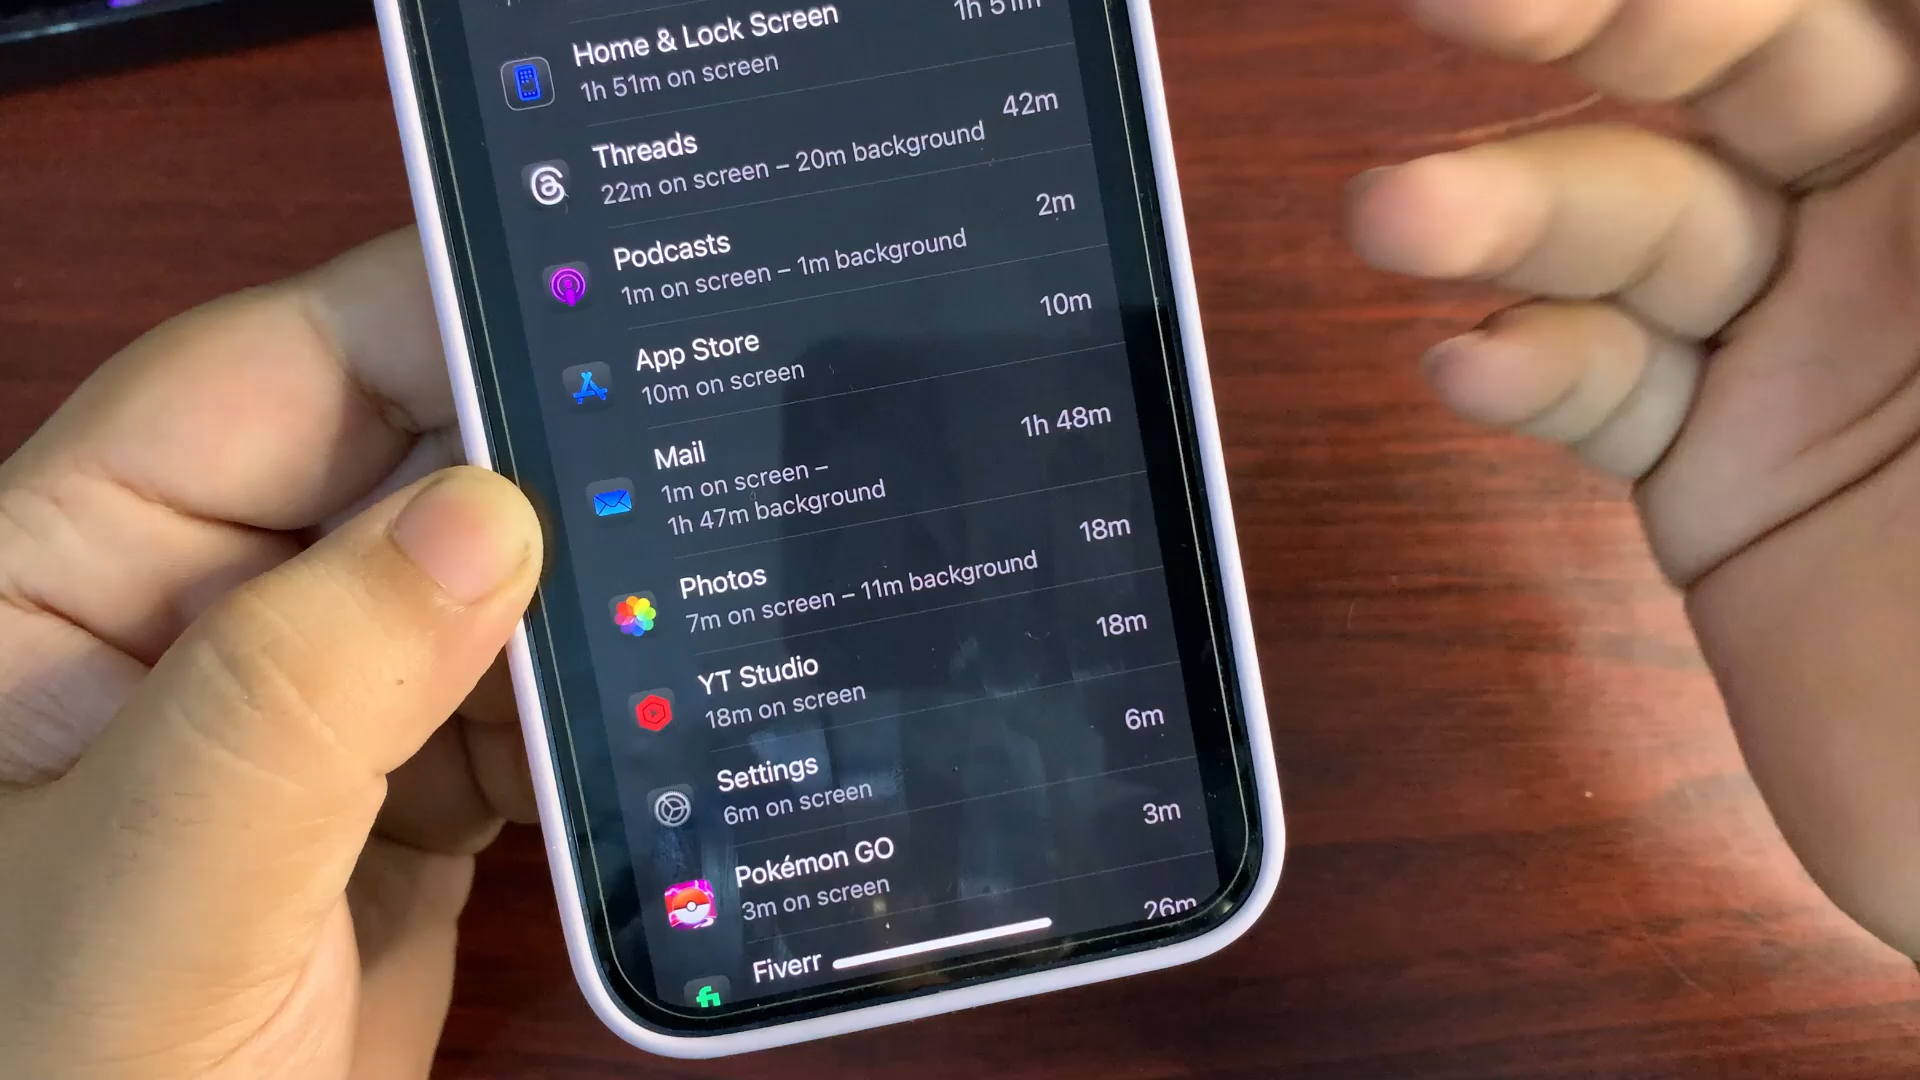 Home & Lock Screen
1h 51m
1h 51m on screen
Threads
42m
22m on screen – 20m background
Podcasts
2m
1m on screen – 1m background
App Store
10m
10m on screen
Mail
1h 48m
1m on screen –
1h 47m background
Photos
18m
7m on screen – 11m background
YT Studio
18m
18m on screen
Settings
6m
6m on screen
Pokémon GO
3m
3m on screen
Fiverr
26m